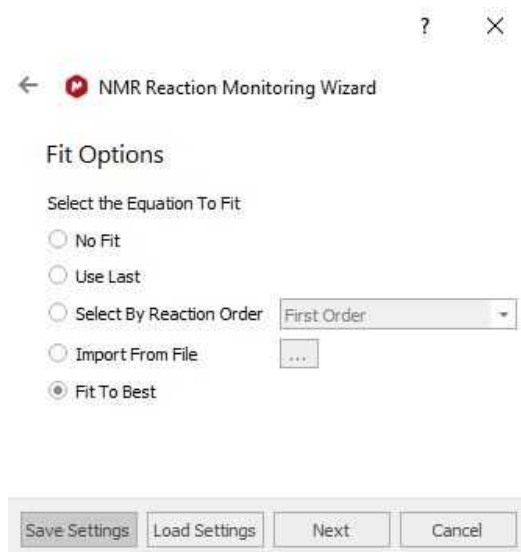 ?
NMR Reaction Monitoring Wizard
Fit Options
Select the Equation To Fit
No Fit
Use Last
Select By Reaction Order First Order
Import From File ...
Fit To Best
Save Settings Load Settings Next Cancel